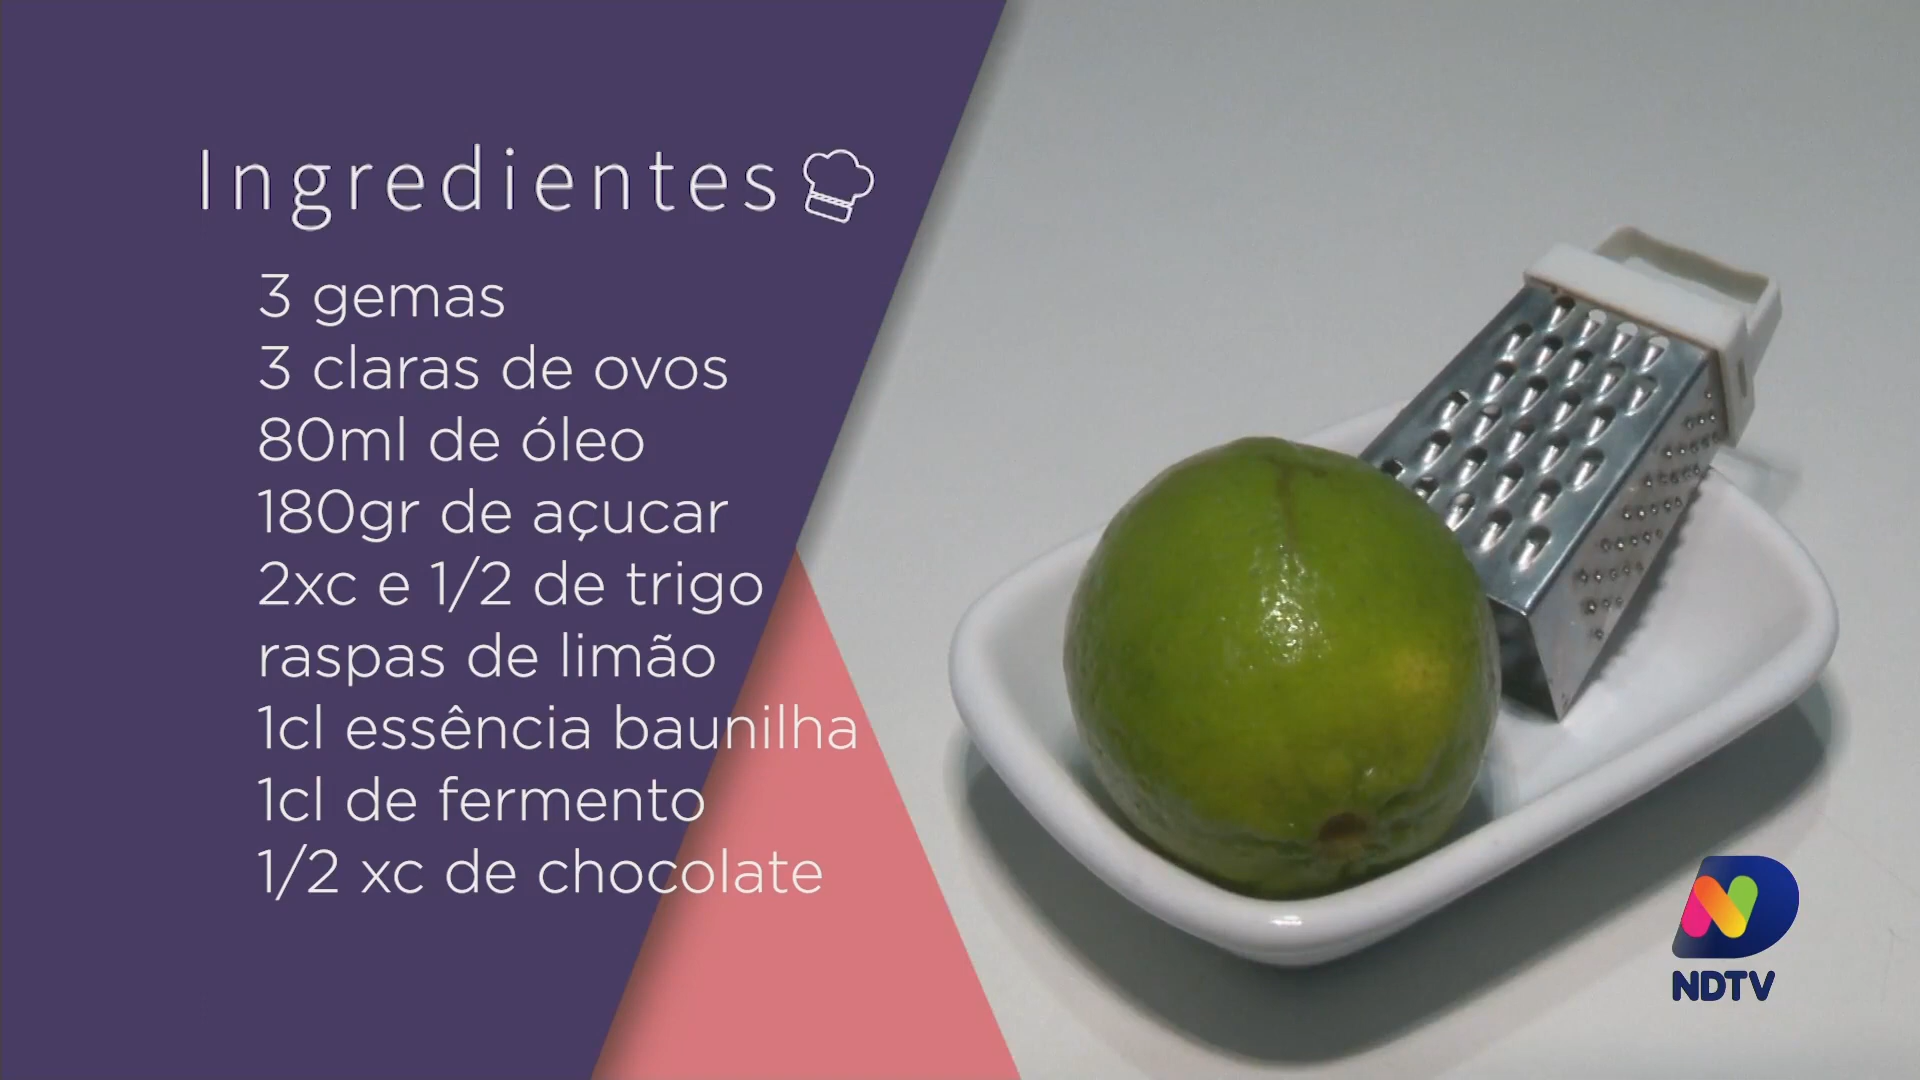 Ingredientes
3 gemas
3 claras de ovos
80ml de óleo
180gr de açucar
2xc e 1/2 de trigo
raspas de limão
1cl essência baunilha
1cl de fermento
1/2 xc de chocolate
NDTV